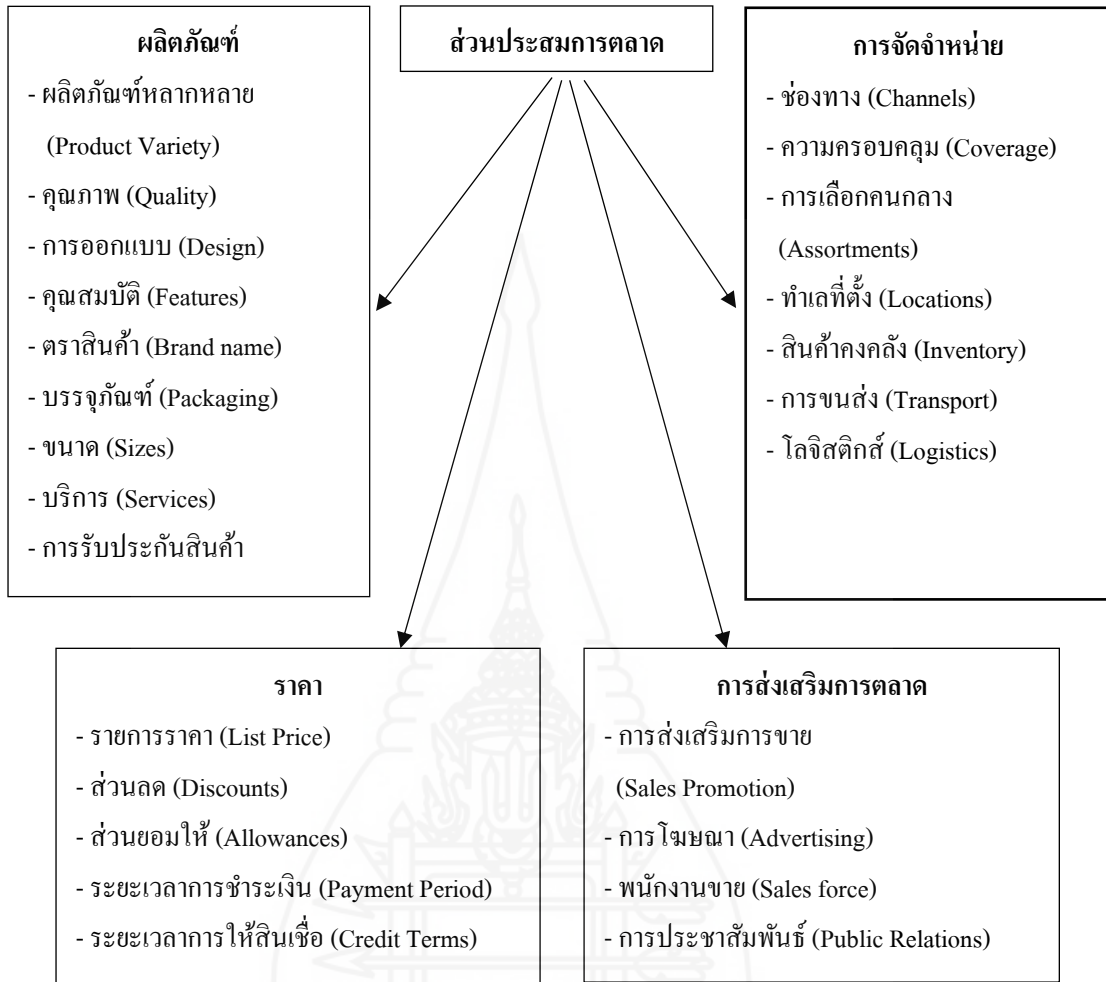 ส่วนประสมการตลาด
ผลิตภัณฑ์
- ผลิตภัณฑ์หลากหลาย
(Product Variety)
- คุณภาพ (Quality)
- การออกแบบ (Design)
- คุณสมบัติ (Features)
- ตราสินค้า (Brand name)
- บรรจุภัณฑ์ (Packaging)
- ขนาด (Sizes)
- บริการ (Services)
- การรับประกันสินค้า
การจัดจำหน่าย
- ช่องทาง (Channels)
- ความครอบคลุม (Coverage)
- การเลือกคนกลาง
(Assortments)
- ทำเลที่ตั้ง (Locations)
- สินค้าคงคลัง (Inventory)
- การขนส่ง (Transport)
- โลจิสติกส์ (Logistics)
ราคา
- รายการราคา (List Price)
- ส่วนลด (Discounts)
- ส่วนยอมให้ (Allowances)
- ระยะเวลาการชำระเงิน (Payment Period)
- ระยะเวลาการให้สินเชื่อ (Credit Terms)
การส่งเสริมการตลาด
- การส่งเสริมการขาย
(Sales Promotion)
- การโฆษณา (Advertising)
- พนักงานขาย (Sales force)
- การประชาสัมพันธ์ (Public Relations)